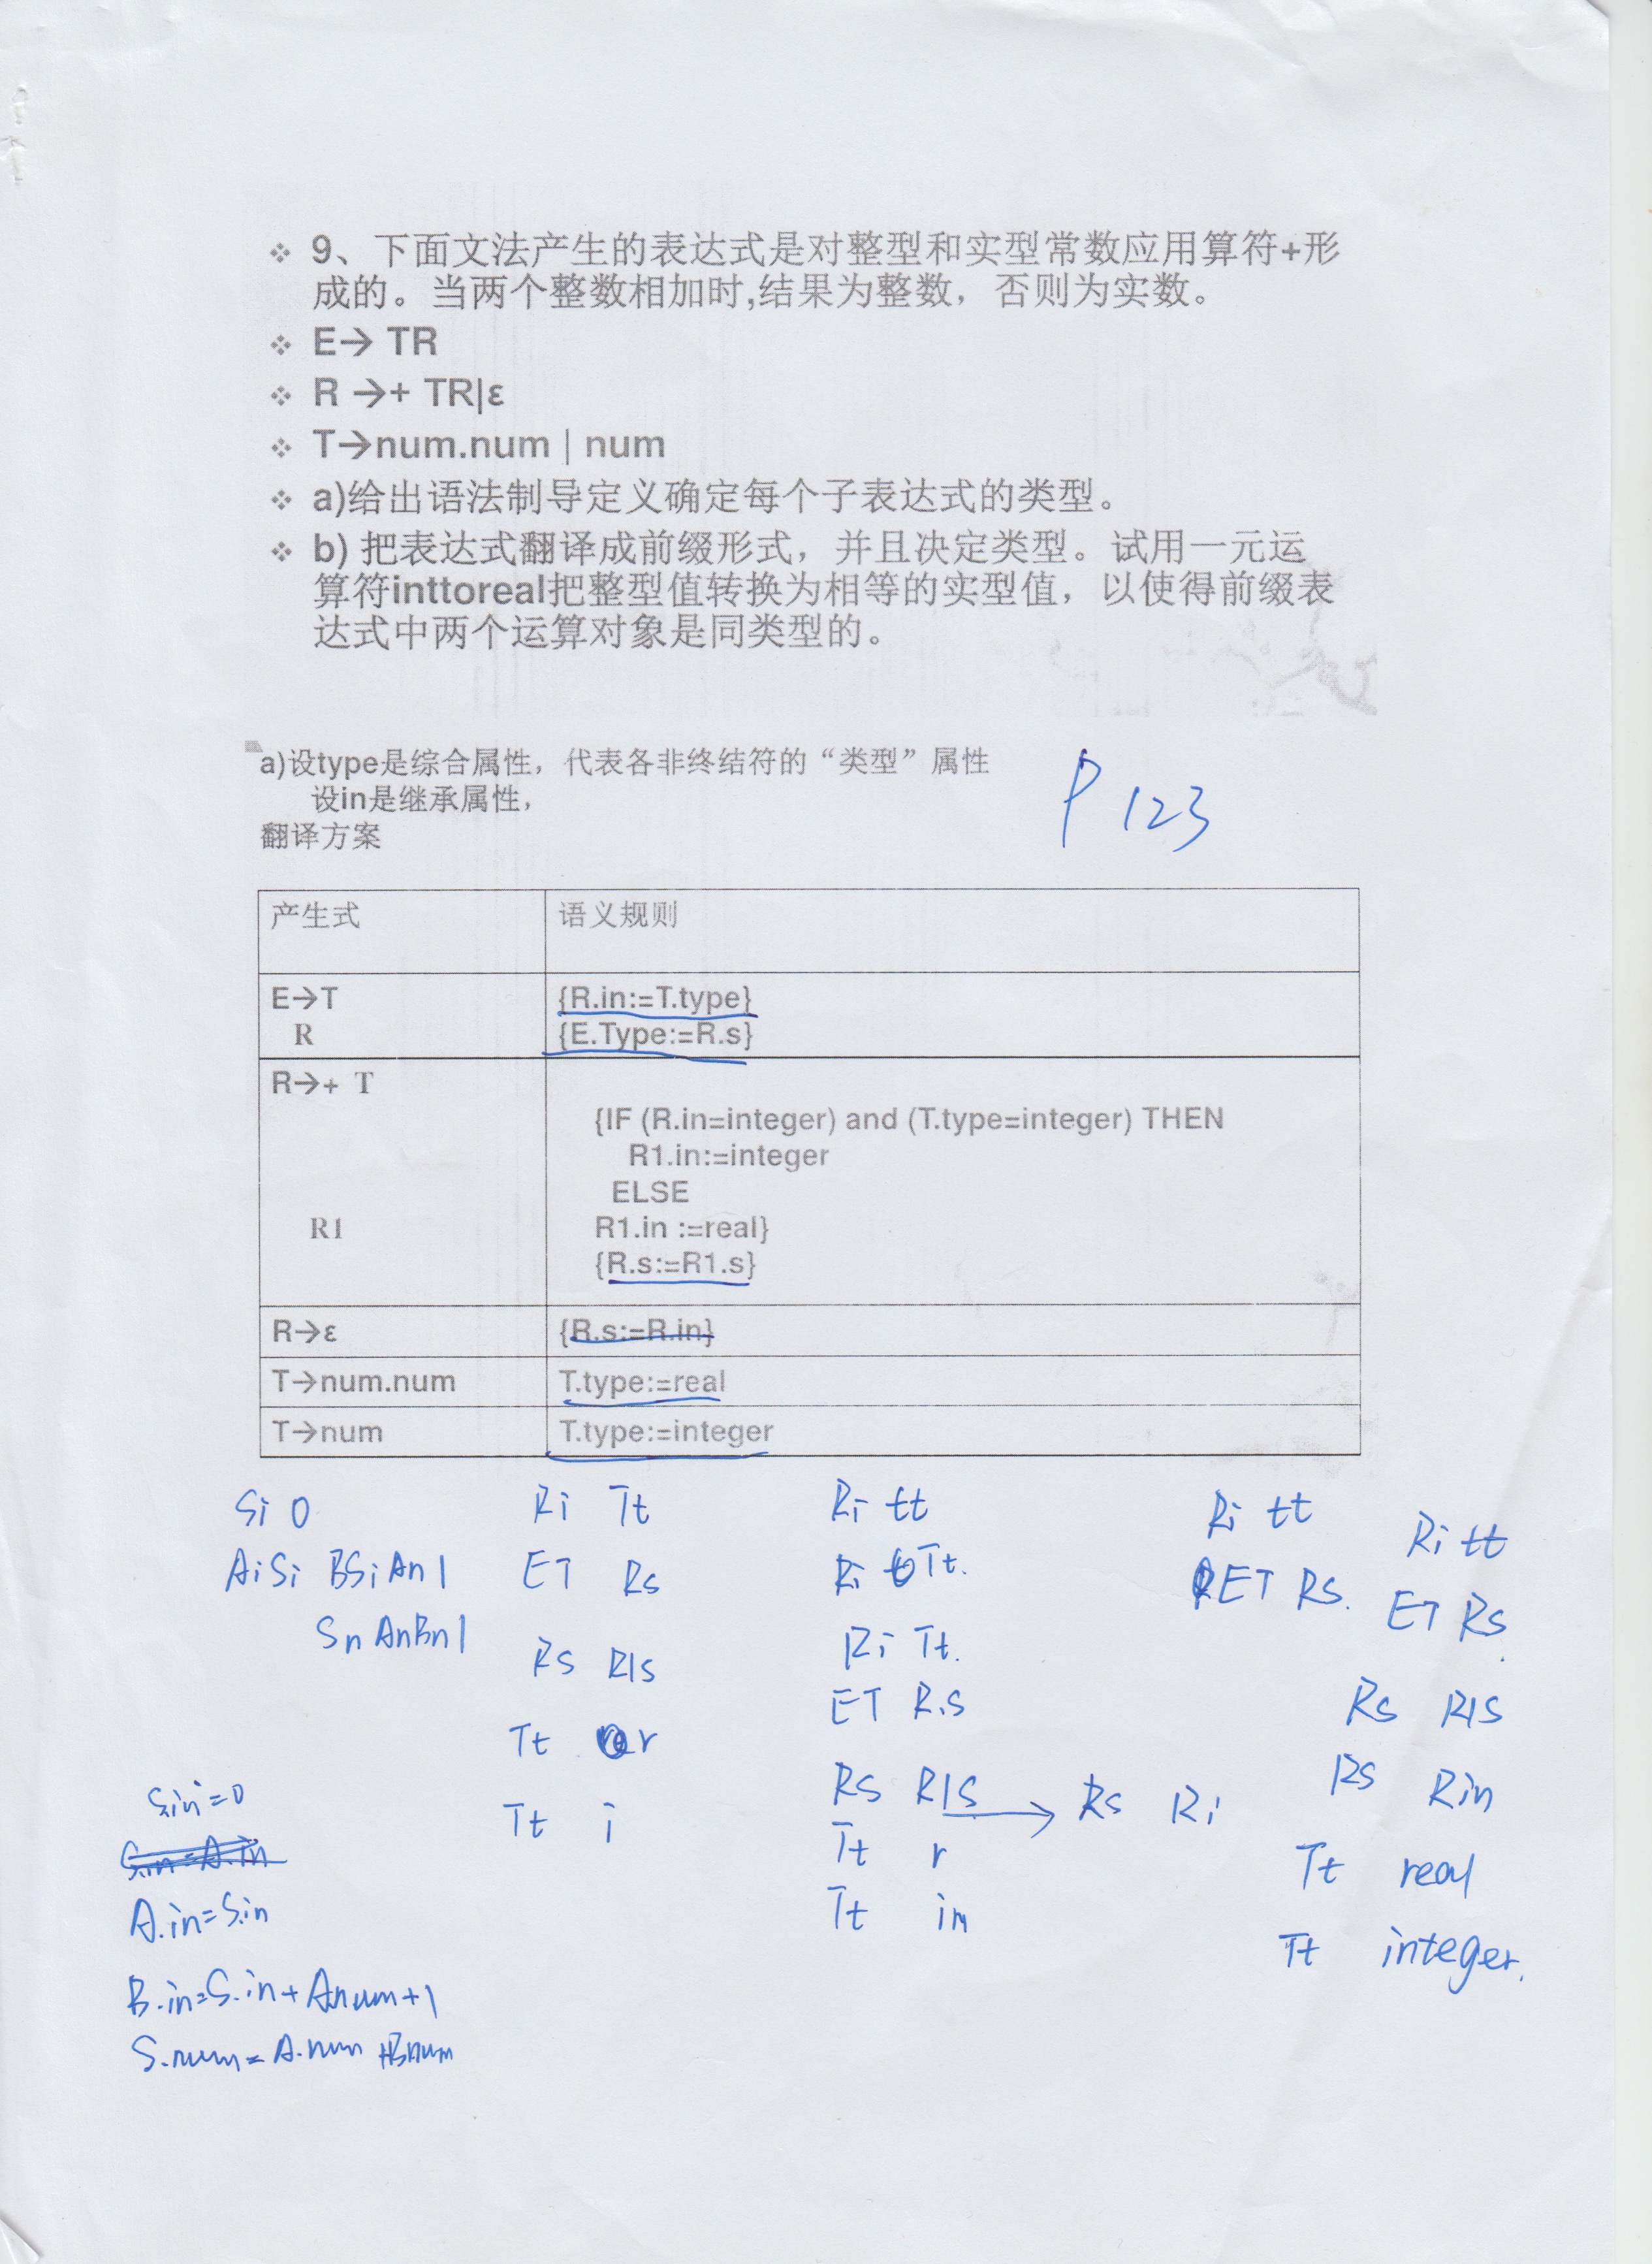 ❖ 9、下面文法产生的表达式是对整型和实型常数应用算符+形
成的。当两个整数相加时,结果为整数，否则为实数。
❖ E→ TR
❖ R →+ TR|ε
❖ T→num.num | num
❖ a)给出语法制导定义确定每个子表达式的类型。
❖ b) 把表达式翻译成前缀形式，并且决定类型。试用一元运
算符inttoreal把整型值转换为相等的实型值，以使得前缀表
达式中两个运算对象是同类型的。
a)设type是综合属性，代表各非终结符的“类型”属性
设in是继承属性，
翻译方案
P 123
产生式 语义规则
E→T {R.in:=T.type}
R {E.Type:=R.s}
R→+ T
{IF (R.in=integer) and (T.type=integer) THEN
R1.in:=integer
ELSE
R1 R1.in :=real}
{R.s:=R1.s}
R→ε {R.s:=R.in}
T→num.num T.type:=real
T→num T.type:=integer
Si 0
AiSi BSiAn1
SnAnBn1
S.in=0
S.in=A.in
A.in=S.in
B.in=S.in+A.num+1
S.num=A.num+B.num
Ri Tt
ET Rs
Rs R1s
Tt r
Tt i
Ri tt
Ri Tt.
Ri Tt.
ET R.s
RS R1S → Rs Ri
Tt r
Tt in
Ri tt
ET RS.
Ri tt
ET Rs.
Rs R1S
Rs Rin
Tt real
Tt integer.